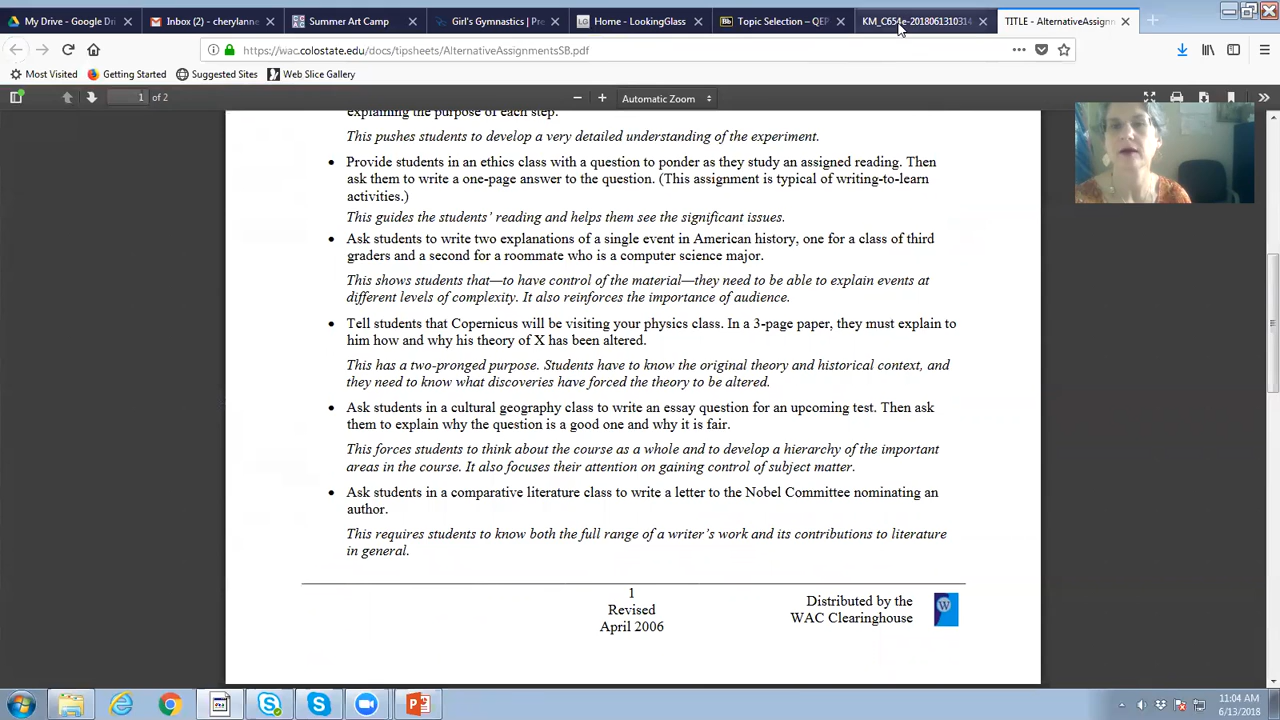 My Drive - Google Dri
Inbox (2) - cherylanne
Summer Art Camp
Girl's Gymnastics | Pre
Home - LookingGlass
Topic Selection – QEP
KM_C654e-2018061310314
TITLE - AlternativeAssignm
https://wac.colostate.edu/docs/tipsheets/AlternativeAssignmentsSB.pdf
Most Visited
Getting Started
Suggested Sites
Web Slice Gallery
1 of 2
Automatic Zoom
explaining the purpose of each step.
This pushes students to develop a very detailed understanding of the experiment.
• Provide students in an ethics class with a question to ponder as they study an assigned reading. Then
ask them to write a one-page answer to the question. (This assignment is typical of writing-to-learn
activities.)
This guides the students' reading and helps them see the significant issues.
• Ask students to write two explanations of a single event in American history, one for a class of third
graders and a second for a roommate who is a computer science major.
This shows students that—to have control of the material—they need to be able to explain events at
different levels of complexity. It also reinforces the importance of audience.
• Tell students that Copernicus will be visiting your physics class. In a 3-page paper, they must explain to
him how and why his theory of X has been altered.
This has a two-pronged purpose. Students have to know the original theory and historical context, and
they need to know what discoveries have forced the theory to be altered.
• Ask students in a cultural geography class to write an essay question for an upcoming test. Then ask
them to explain why the question is a good one and why it is fair.
This forces students to think about the course as a whole and to develop a hierarchy of the important
areas in the course. It also focuses their attention on gaining control of subject matter.
• Ask students in a comparative literature class to write a letter to the Nobel Committee nominating an
author.
This requires students to know both the full range of a writer's work and its contributions to literature
in general.
1
Revised
April 2006
Distributed by the
WAC Clearinghouse
W
11:04 AM
6/13/2018